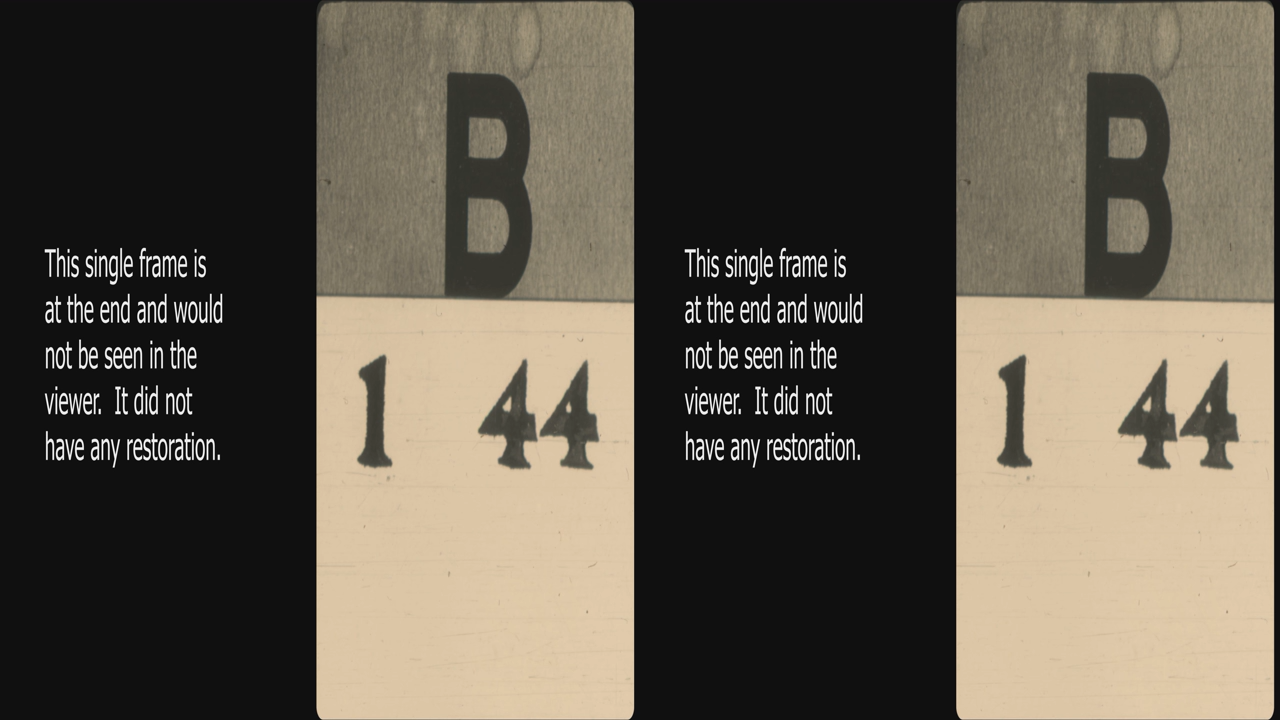 This single frame is
at the end and would
not be seen in the
viewer. It did not
have any restoration.
B
1 44
This single frame is
at the end and would
not be seen in the
viewer. It did not
have any restoration.
B
1 44